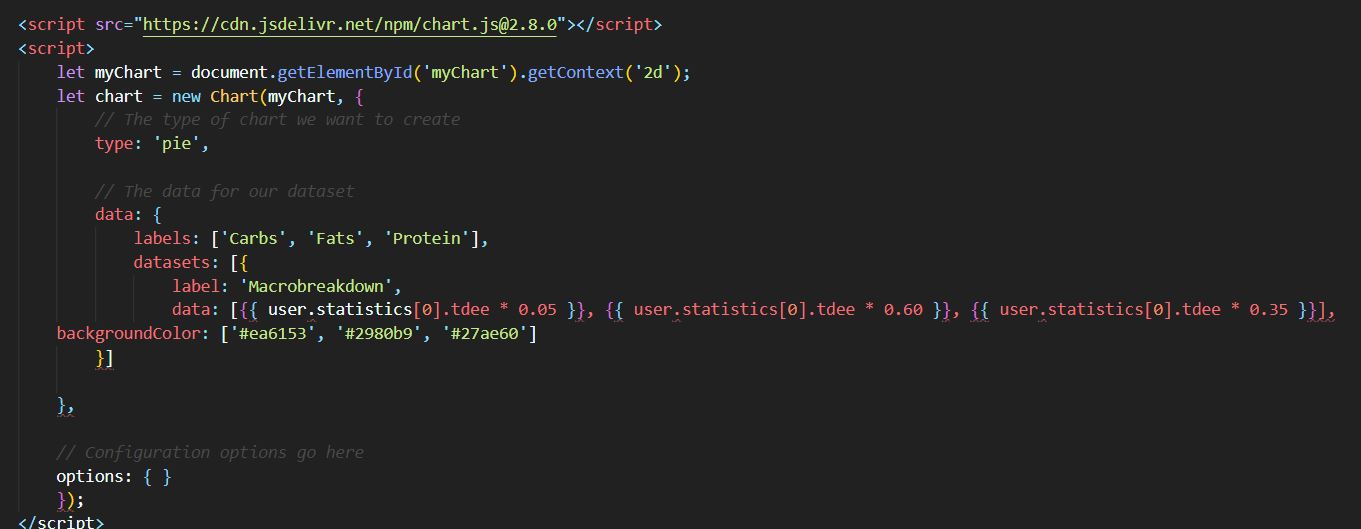 <script src="https://cdn.jsdelivr.net/npm/chart.js@2.8.0"></script>
<script>
    let myChart = document.getElementById('myChart').getContext('2d');
    let chart = new Chart(myChart, {
        // The type of chart we want to create
        type: 'pie',

        // The data for our dataset
        data: {
            labels: ['Carbs', 'Fats', 'Protein'],
            datasets: [{
                label: 'Macrobreakdown',
                data: [{{ user.statistics[0].tdee * 0.05 }}, {{ user.statistics[0].tdee * 0.60 }}, {{ user.statistics[0].tdee * 0.35 }}],
    backgroundColor: ['#ea6153', '#2980b9', '#27ae60']
        }]

    },

    // Configuration options go here
    options: { }
    });
</script>